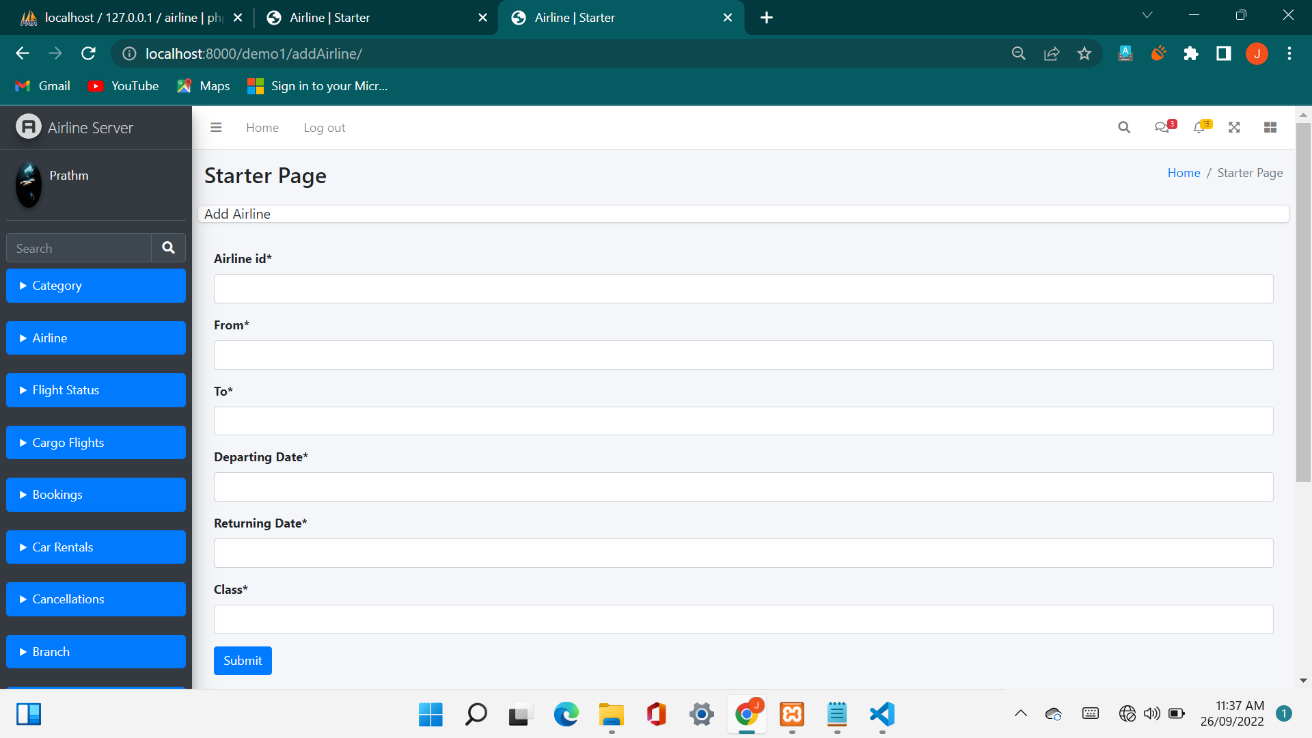 localhost / 127.0.0.1 / airline | ph
Airline | Starter
Airline | Starter
localhost:8000/demo1/addAirline/
J
Gmail
YouTube
Maps
Sign in to your Micr...
Airline Server
Home
Log out
3
15
Prathm
Starter Page
Home / Starter Page
Add Airline
Search
Category
Airline
Flight Status
Cargo Flights
Bookings
Car Rentals
Cancellations
Branch
Airline id*
From*
To*
Departing Date*
Returning Date*
Class*
Submit
J
11:37 AM
26/09/2022
1